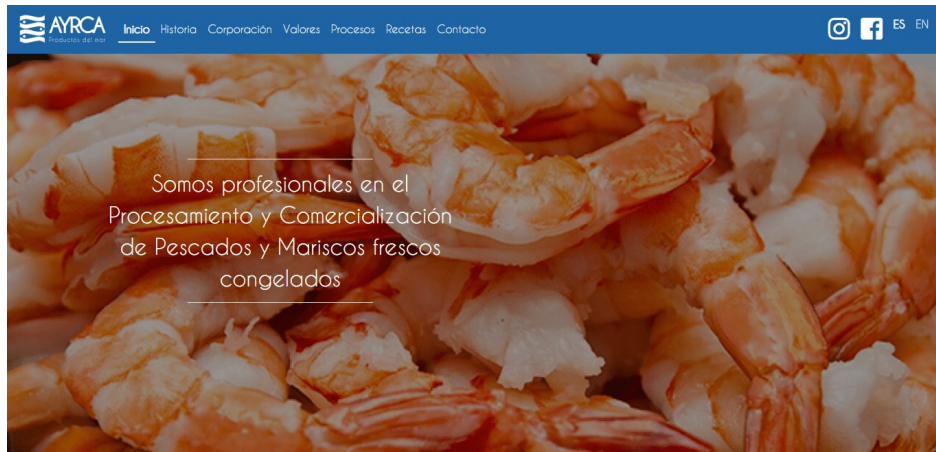 AYRCA
Productos del mar
Inicio Historia Corporación Valores Procesos Recetas Contacto
ES EN
Somos profesionales en el
Procesamiento y Comercialización
de Pescados y Mariscos frescos
congelados